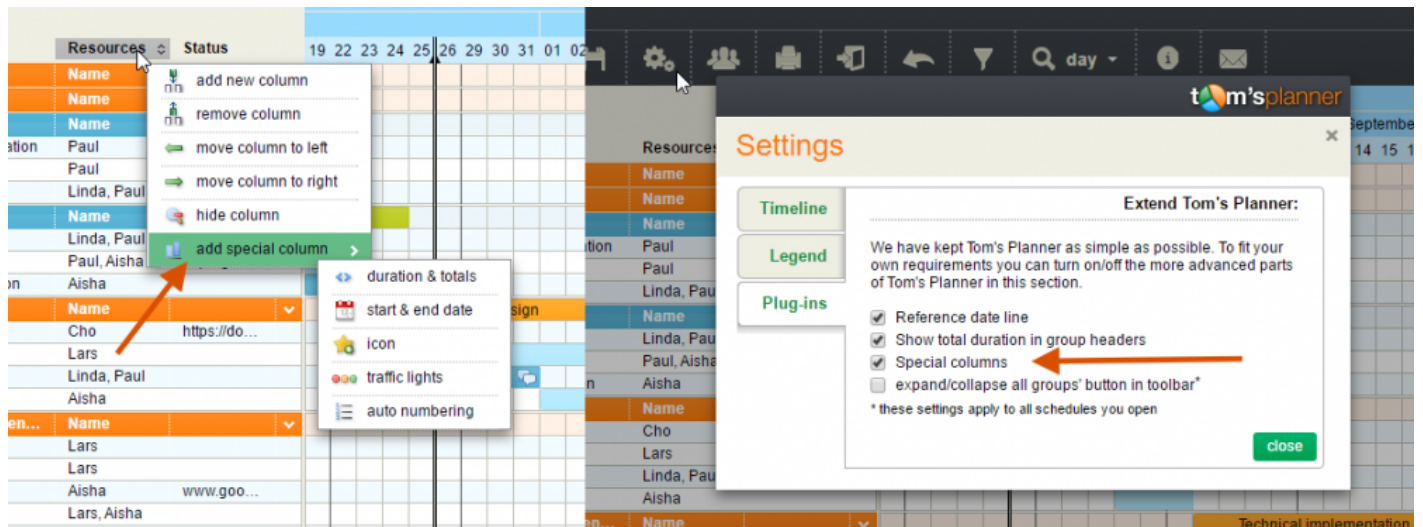 Resources Status 19 22 23 24 25 26 29 30 31 01 02
Name
Name
Name
ation Paul
Paul
Linda, Paul
Name
Linda, Paul
Paul, Aisha
on Aisha
Name
Cho https://do...
Lars
Linda, Paul
Aisha
en... Name
Lars
Lars
Aisha www.goo...
Lars, Aisha
add new column
remove column
move column to left
move column to right
hide column
add special column
duration & totals
start & end date
icon
traffic lights
auto numbering
sign
day
tom'splanner
Settings
Timeline
Legend
Plug-ins
Extend Tom's Planner:
We have kept Tom's Planner as simple as possible. To fit your
own requirements you can turn on/off the more advanced parts
of Tom's Planner in this section.
Reference date line
Show total duration in group headers
Special columns
expand/collapse all groups' button in toolbar*
* these settings apply to all schedules you open
close
Septembe
14 15 1
Resources
Name
Name
Name
ation Paul
Paul
Linda, Pau
Name
Linda, Pau
Paul, Aisha
n Aisha
Name
Cho
Lars
Linda, Pau
Aisha
en... Name
Technical implementation